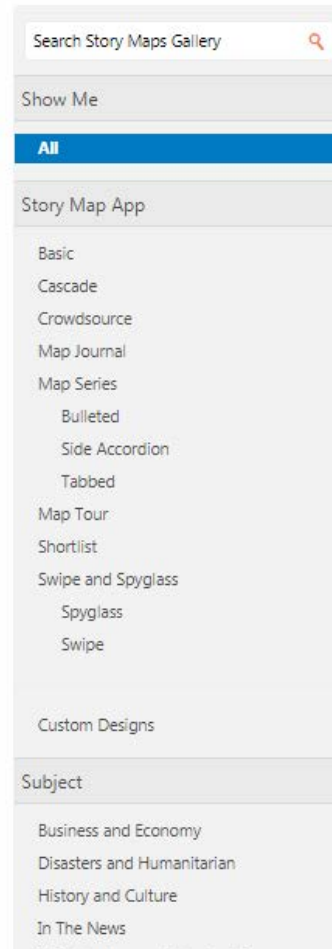 Search Story Maps Gallery
Show Me
All
Story Map App
Basic
Cascade
Crowdsource
Map Journal
Map Series
Bulleted
Side Accordion
Tabbed
Map Tour
Shortlist
Swipe and Spyglass
Spyglass
Swipe
Custom Designs
Subject
Business and Economy
Disasters and Humanitarian
History and Culture
In The News